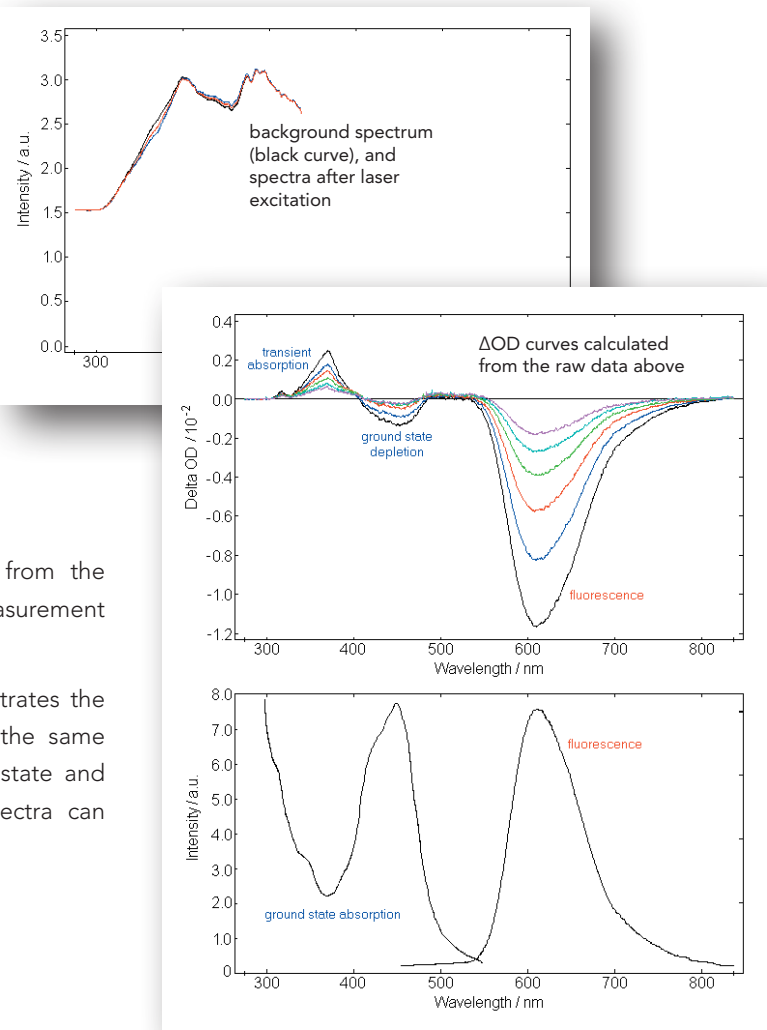 3.5
3.0
2.5
2.0
1.5
1.0
0.5
0.0
Intensity / a.u.
300
background spectrum
(black curve), and
spectra after laser
excitation
0.4
0.2
0.0
-0.2
-0.4
-0.6
-0.8
-1.0
-1.2
Delta OD / 10-2
transient
absorption
ground state
depletion
ΔOD curves calculated
from the raw data above
fluorescence
300 400 500 600 700 800
Wavelength / nm
from the
asurement
trates the
the same
state and
ectra can
8.0
7.0
6.0
5.0
4.0
3.0
2.0
1.0
0
Intensity / a.u.
ground state absorption
fluorescence
300 400 500 600 700 800
Wavelength / nm